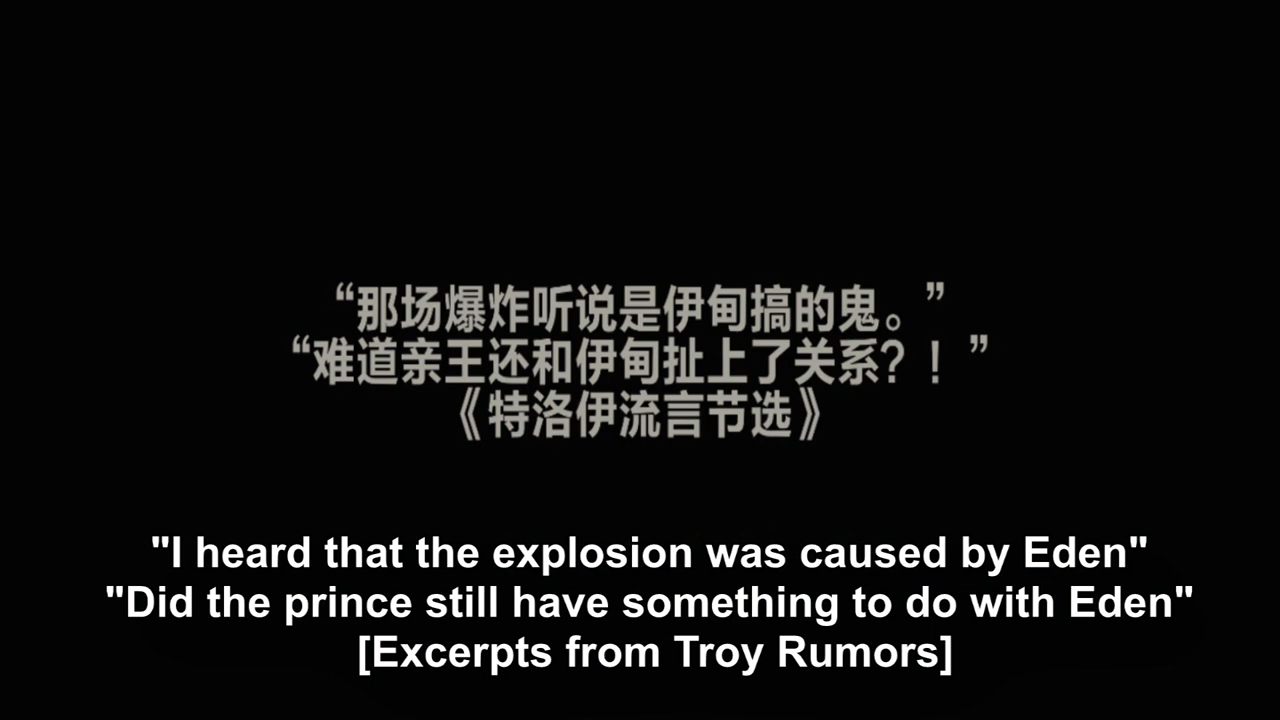 “那场爆炸听说是伊甸搞的鬼。”
“难道亲王还和伊甸扯上了关系？！”
《特洛伊流言节选》
"I heard that the explosion was caused by Eden"
"Did the prince still have something to do with Eden"
[Excerpts from Troy Rumors]